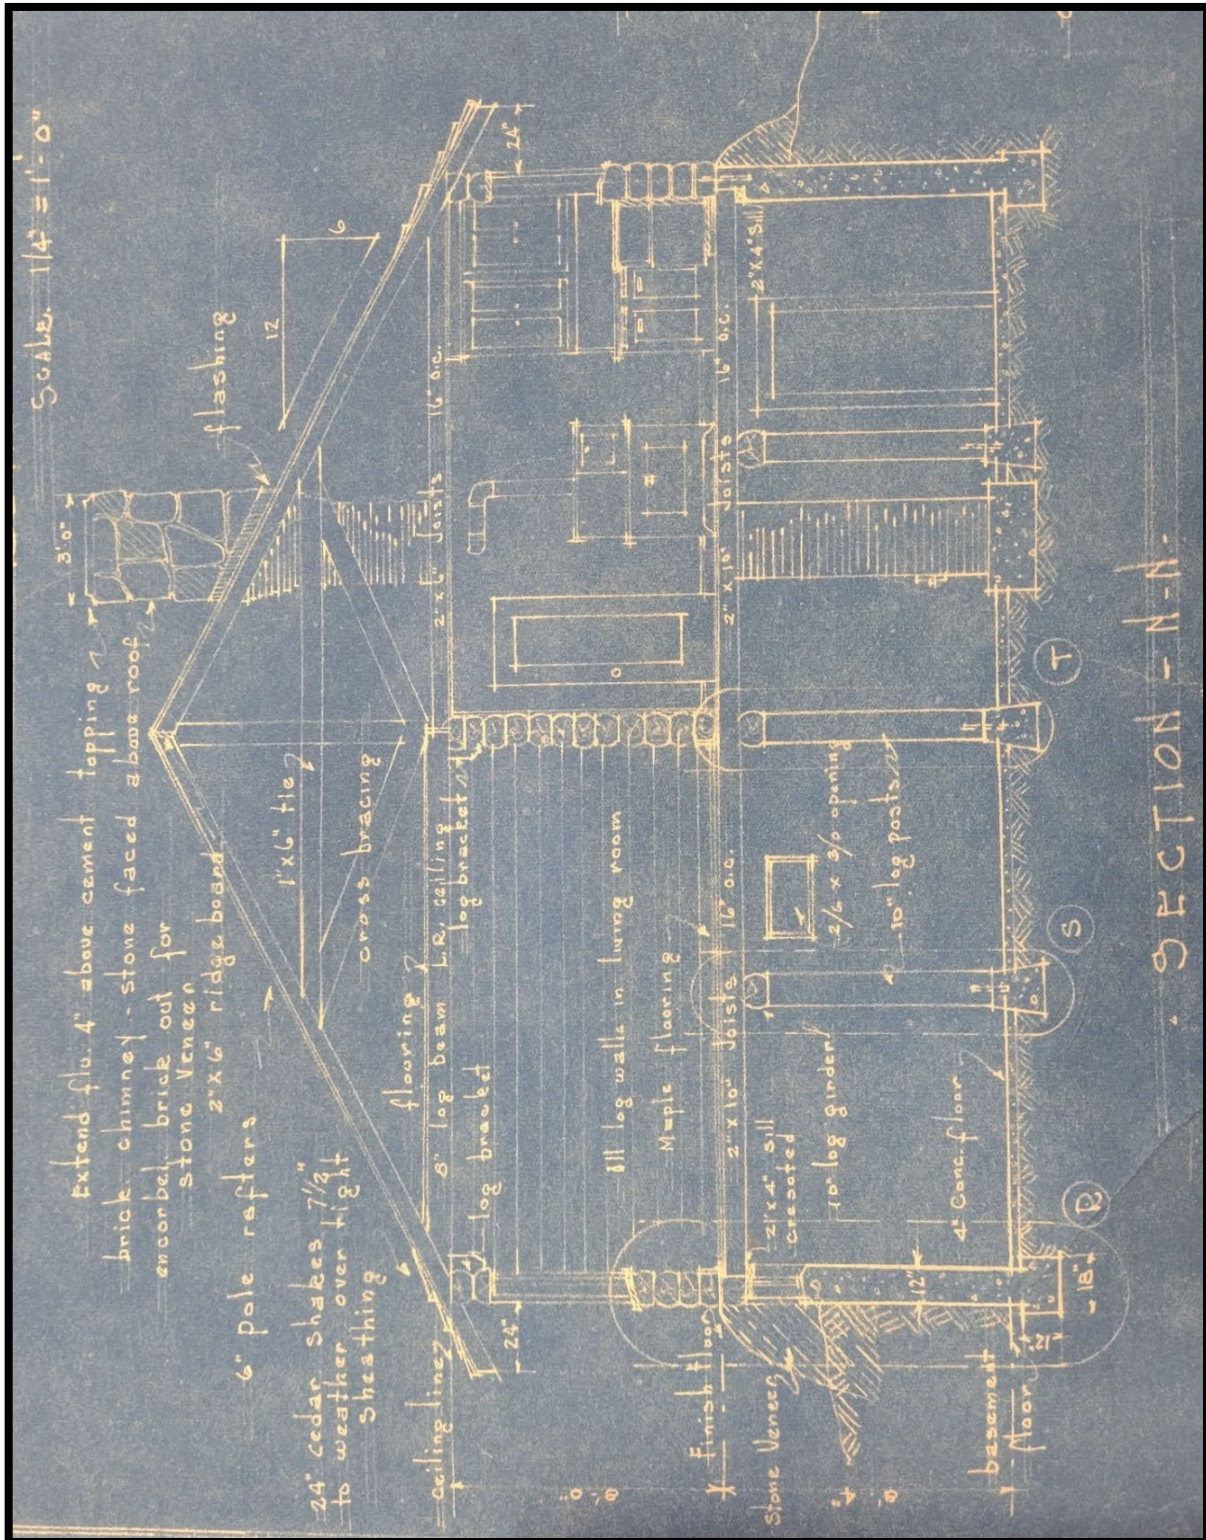 Scale. 1/4" = 1'-0"
3'0"
Extend flu 4" above cement topping
brick chimney - stone faced above roof
encorbel brick out for
stone veneer
2"x6" ridge board
6" pole rafters
24" cedar shakes 7 1/2"
to weather over tight
sheathing
flashing
12
6
1"x6" tie
cross bracing
flooring
ceiling line
8" log beam L.R. ceiling
2" x 6" Joists 16" o.c.
log bracket
log bracket
24"
24"
all log walls in living room
Maple flooring
Finish floor
2" x 10" Joists 16" o.c.
2" x 10" Joists 16" o.c.
2"x4" Sill
Stone Veneer
2"x4" sill
creosoted
10" log girder
2/6 x 3/0 opening
10" log posts
4" Conc. floor
12"
18"
basement
floor
R
S
T
. SECTION - N-N.